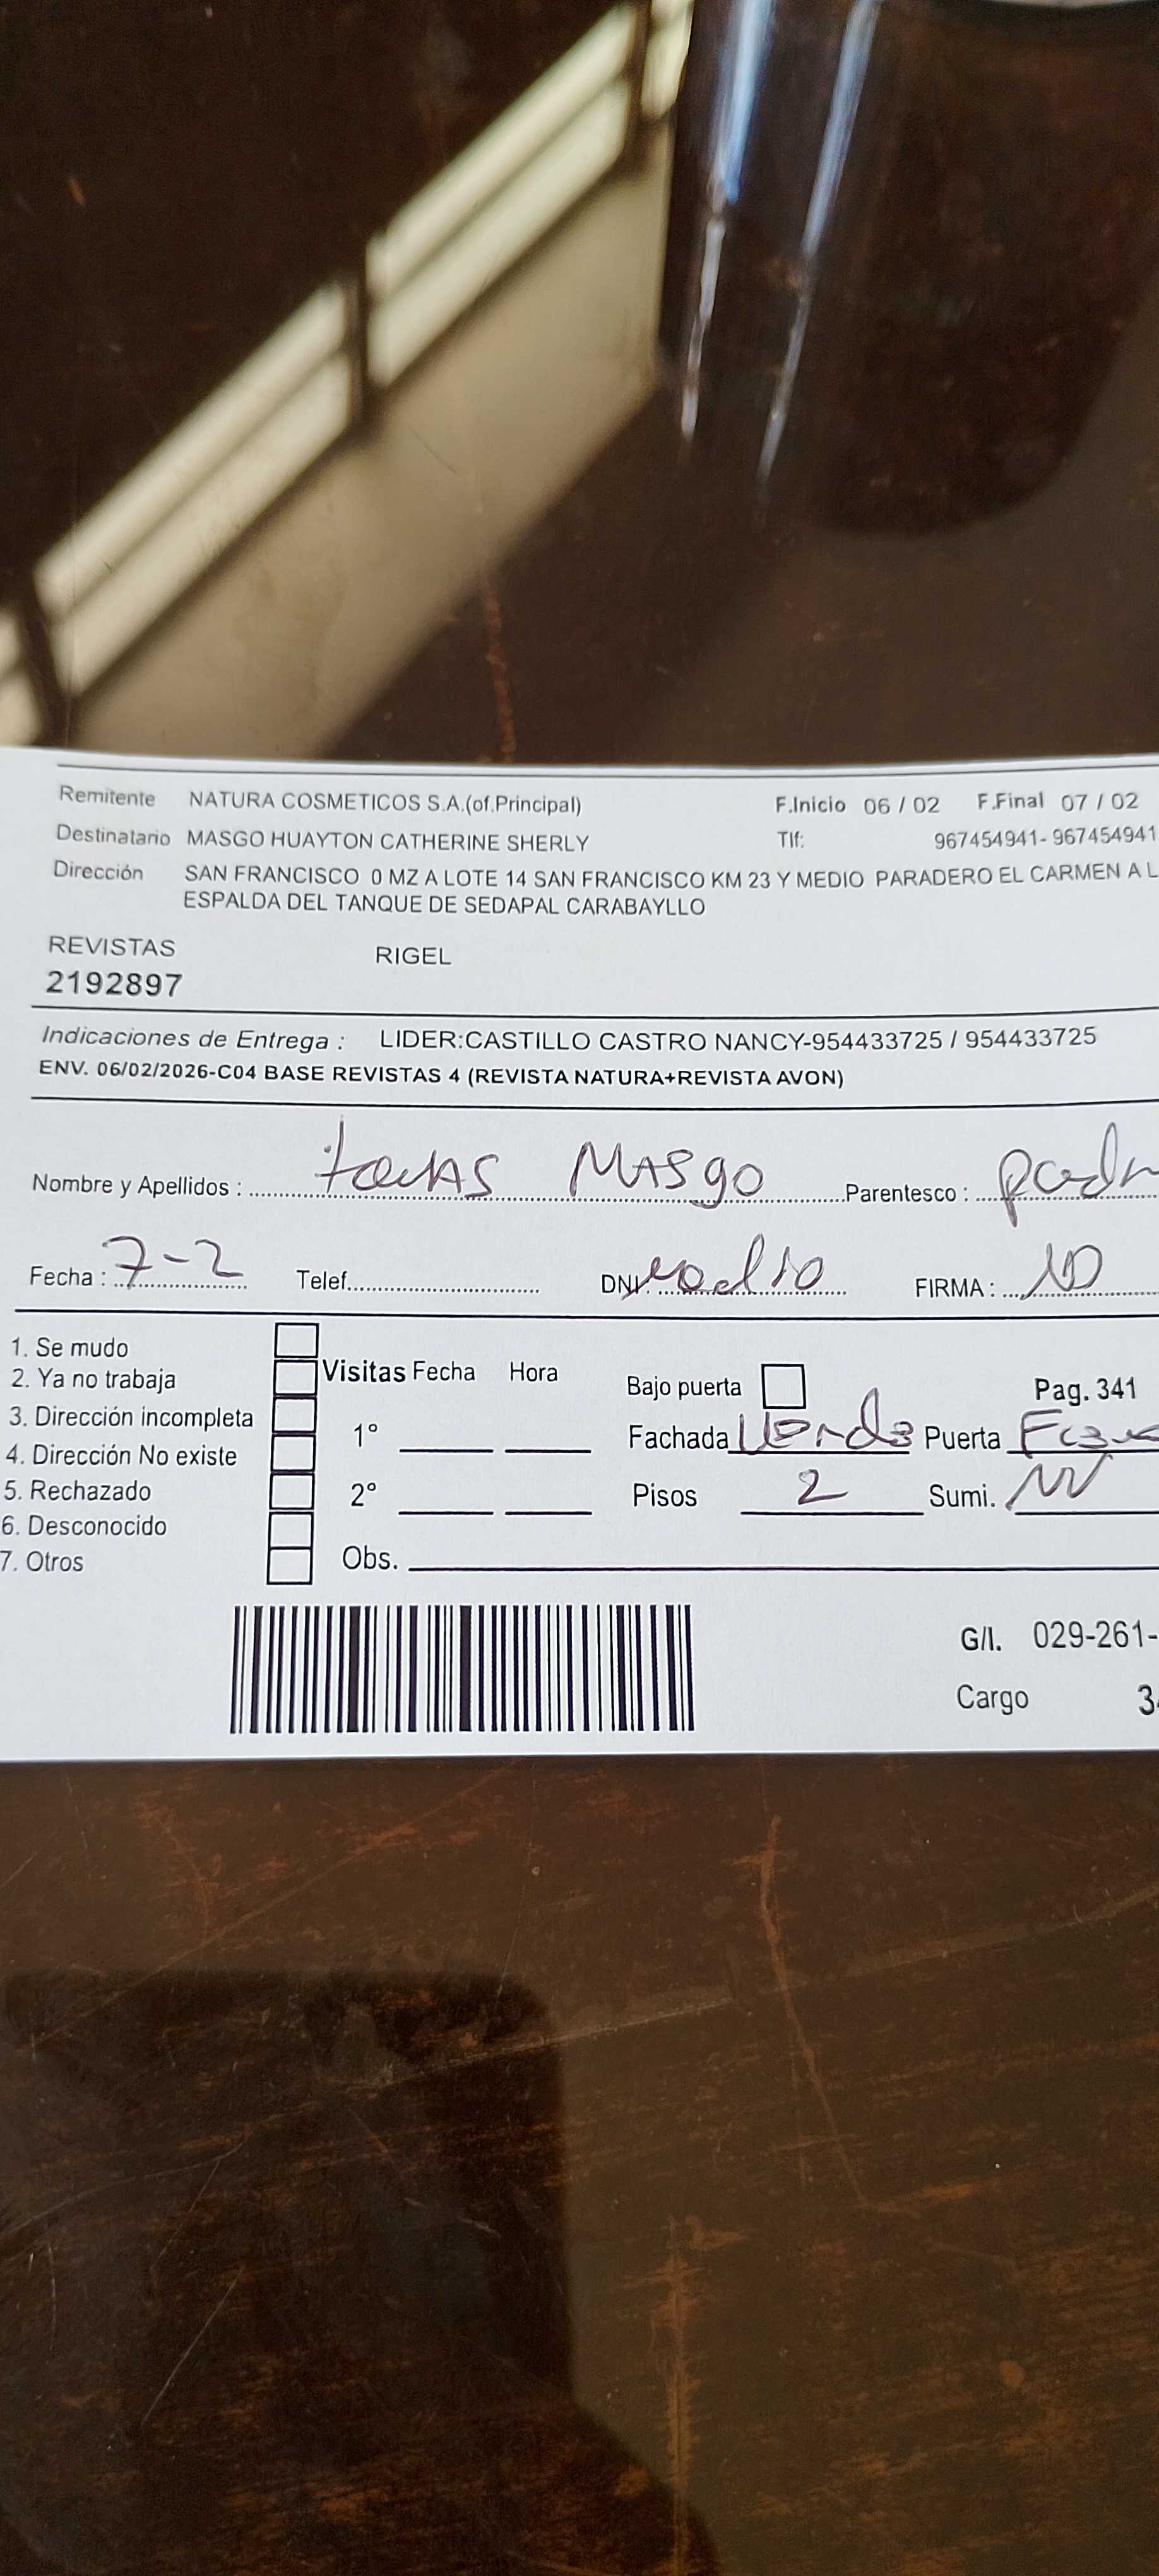 Remitente NATURA COSMETICOS S.A.(of.Principal) F.Inicio 06 / 02 F.Final 07 / 02
Destinatario MASGO HUAYTON CATHERINE SHERLY Tlf: 967454941- 967454941
Dirección SAN FRANCISCO 0 MZ A LOTE 14 SAN FRANCISCO KM 23 Y MEDIO PARADERO EL CARMEN A L
ESPALDA DEL TANQUE DE SEDAPAL CARABAYLLO
REVISTAS RIGEL
2192897
Indicaciones de Entrega : LIDER:CASTILLO CASTRO NANCY-954433725 / 954433725
ENV. 06/02/2026-C04 BASE REVISTAS 4 (REVISTA NATURA+REVISTA AVON)
Nombre y Apellidos : MASgo Parentesco : padr
Fecha : 7-2 Telef. DNI. FIRMA :
1. Se mudo
2. Ya no trabaja Visitas Fecha Hora Bajo puerta Pag. 341
3. Dirección incompleta 1° Fachada Puerta
4. Dirección No existe
5. Rechazado 2° Pisos 2 Sumi.
6. Desconocido
7. Otros Obs.
G/I. 029-261-
Cargo 3